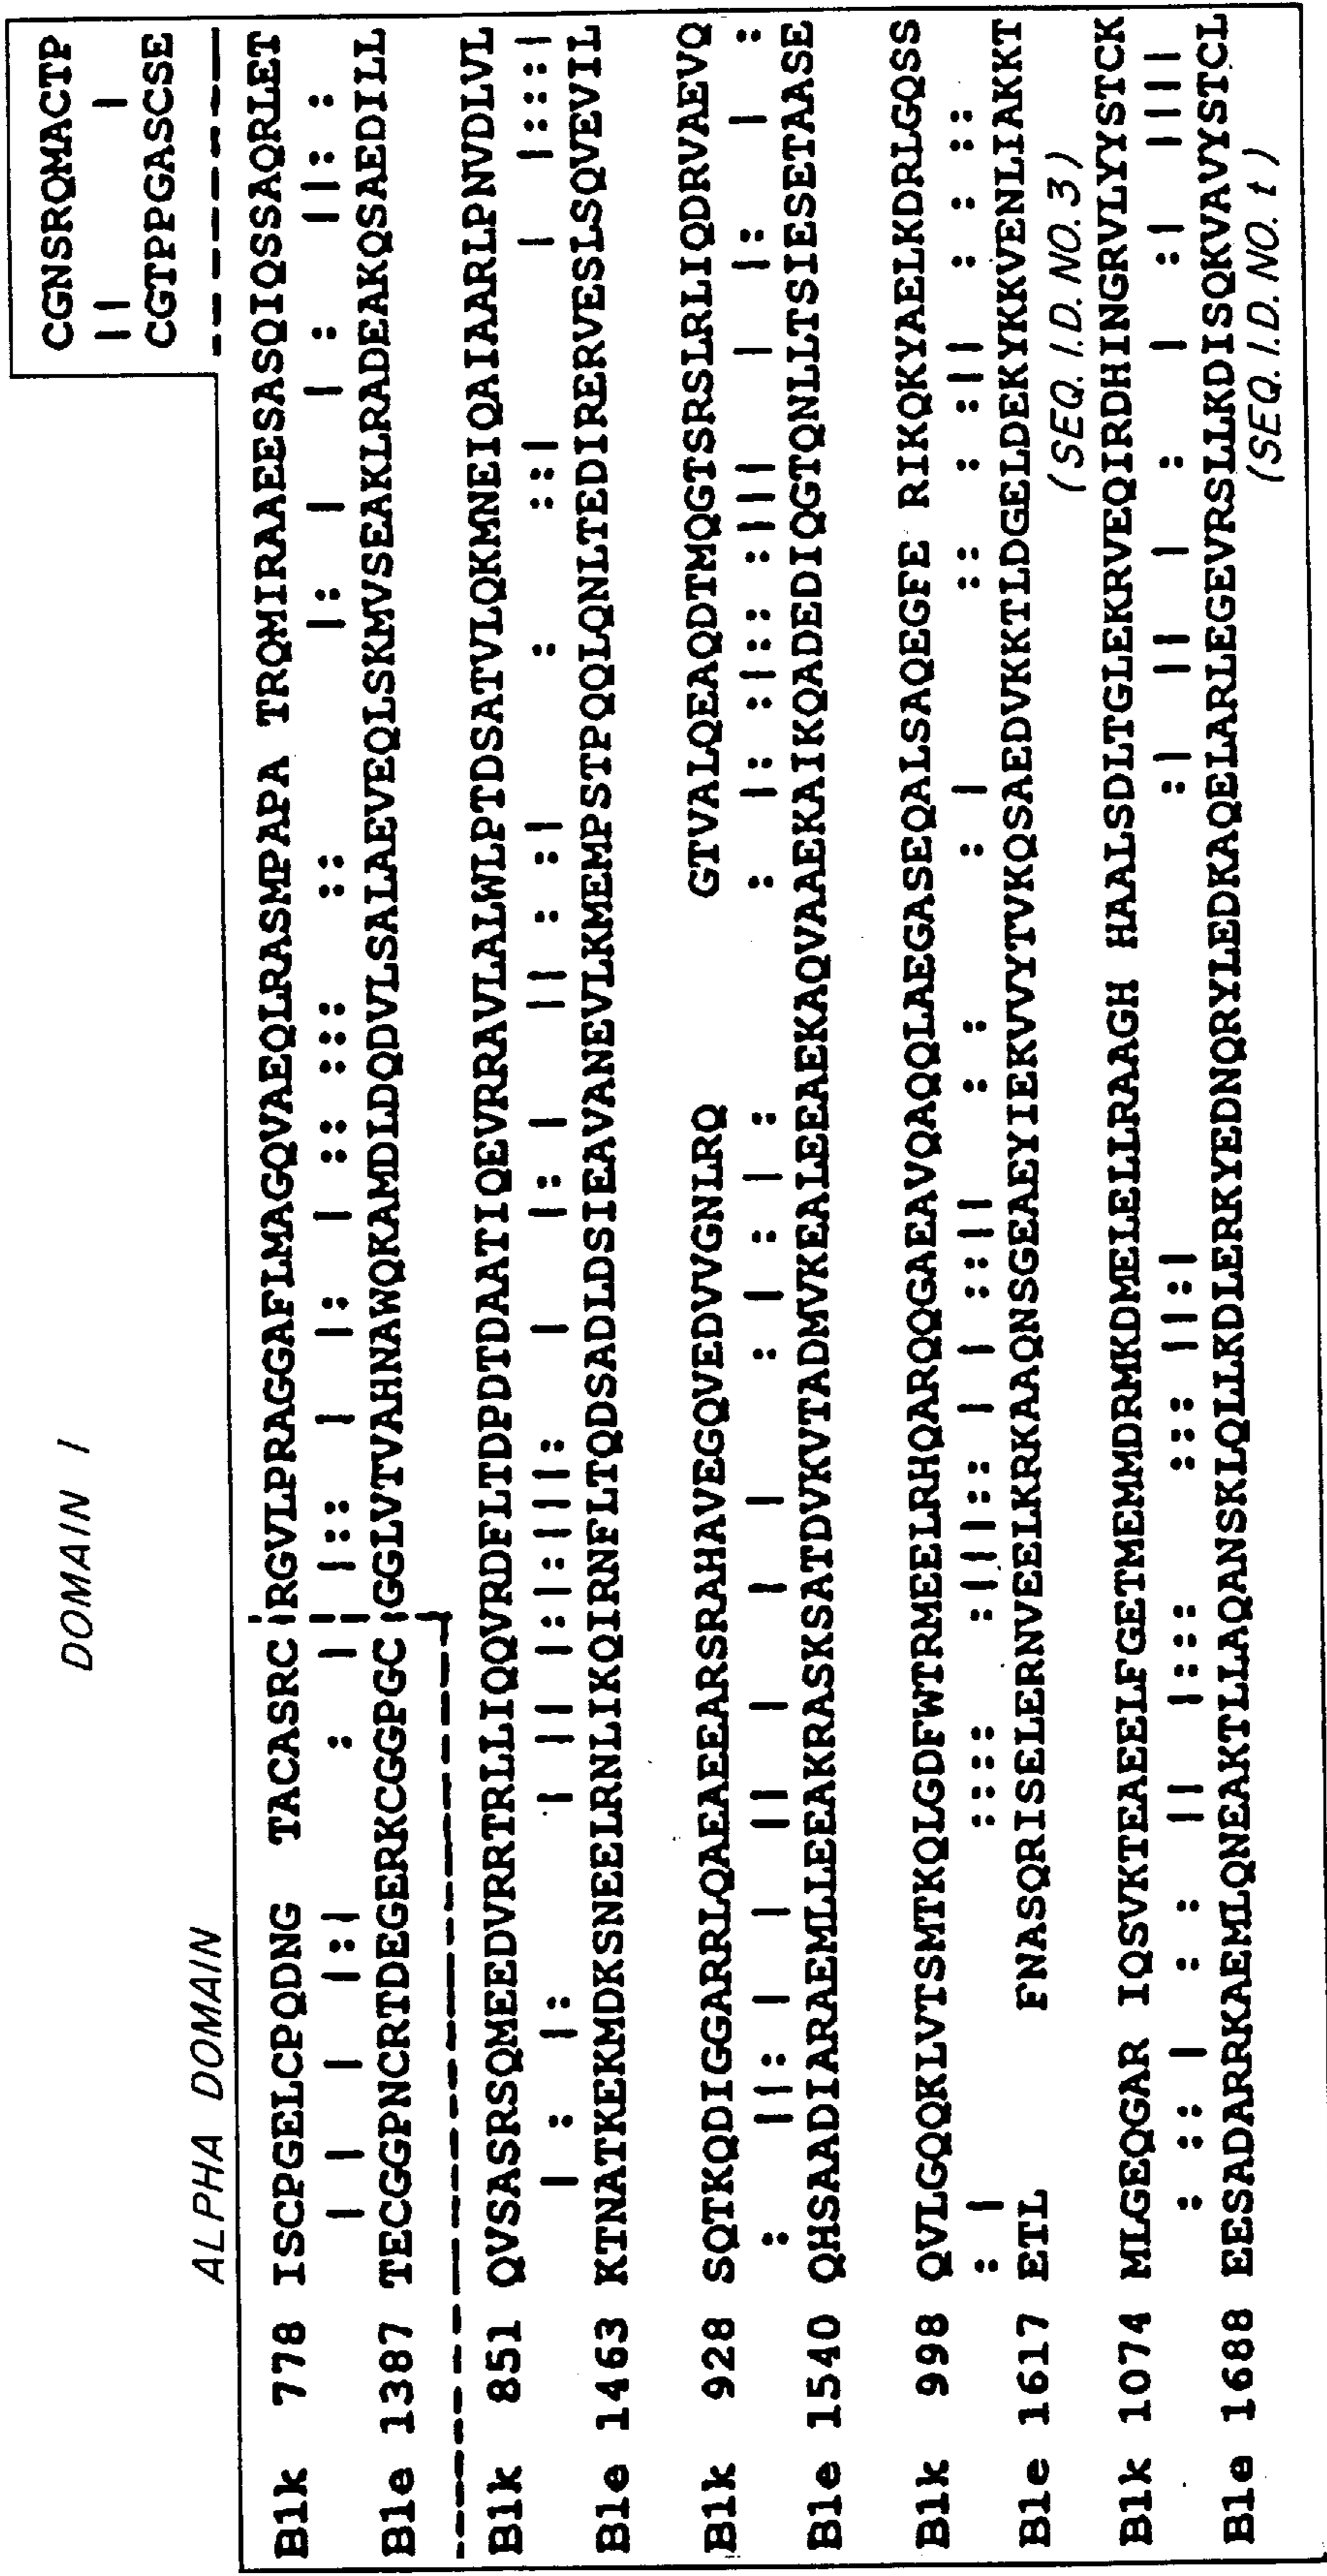 DOMAIN I
ALPHA DOMAIN
CGNSRQMACTP
|| |
CGTPPGASCSE
B1k 778 ISCPGELCPQDNG TACASRC RGVLPRAGGAFLMAGQVAEQLRASMPAPA TRQMIRAAEESASQIQSSAQRLET
B1e 1387 TECGGPNCRTDEGERKCGGPGC GGLVTVAHNAWQKAMDLDQDVLSALAEVEQLSKMVSEAKLRADEAKQSAEDILL
B1k 851 QVSASRSQMEEDVRRTRLLIQQVRDFLTDPDTDAATIQEVRRAVLALWLPTDSATVLQKMNEIQAIAARLPNVDLVL
B1e 1463 KTNATKEKMDKSNEELRNLIKQIRNFLTQDSADLDSIEAVANEVLKMEMPSTPQQLQNLTEDIRERVESLSQVEVIL
B1k 928 SQTKQDIGGARRLQAEAEEARSRAHAVEGQVEDVVGNLRQ GTVALQEAQDTMQGTSRSLRLIQDRVAEVQ
B1e 1540 QHSAADIARAEMLLEEAKRASKSATDVKVTADMVKEALEEAEKAQVAAEKAIKQADEDIQGTQNLLTSIESETAASE
B1k 998 QVLGQQKLVTSMTKQLGDFWTRMEELRHQARQQGAEAVQAQQLAEGASEQALSAQEGFE RIKQKYAELKDRLGQSS
B1e 1617 ETL FNASQRISELERNVEELKRKAAQNSGEAEYIEKVVYTVKQSAEDVKKTLDGELDEKYKKVENLIAKKT
(SEQ. I.D. NO. 3)
B1k 1074 MLGEQGAR IQSVKTEAEELFGETMEMMDRMKDMELELLRAAGH HAALSDLTGLEKRVEQIRDHINGRVLYYSTCK
B1e 1688 EESADARRKAEMLQNEAKTLLAQANSKLQLLKDLERKYEDNQRYLEDKAQELARLEGEVRSLLKDISQKVAVYSTCL
(SEQ. I.D. NO. t)